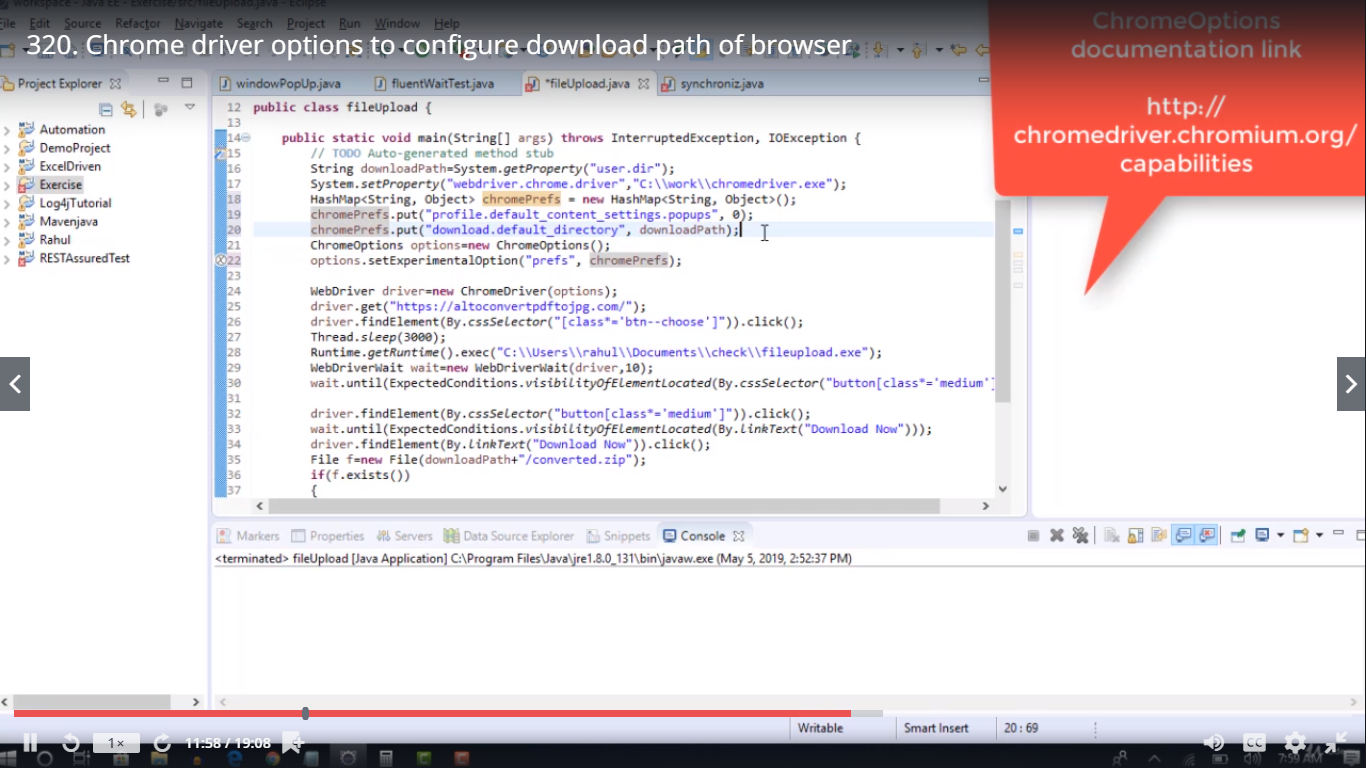 workspace - Java EE - Exercise/src/fileUpload.java - Eclipse
File Edit Source Refactor Navigate Search Project Run Window Help
320. Chrome driver options to configure download path of browser
ChromeOptions
documentation link
http://
chromedriver.chromium.org/
capabilities
Project Explorer
windowPopUp.java
fluentWaitTest.java
*fileUpload.java
synchroniz.java
Automation
DemoProject
ExcelDriven
Exercise
Log4jTutorial
Mavenjava
Rahul
RESTAssuredTest
12 public class fileUpload {
13
14 public static void main(String[] args) throws InterruptedException, IOException {
15 // TODO Auto-generated method stub
16 String downloadPath=System.getProperty("user.dir");
17 System.setProperty("webdriver.chrome.driver","C:\\work\\chromedriver.exe");
18 HashMap<String, Object> chromePrefs = new HashMap<String, Object>();
19 chromePrefs.put("profile.default_content_settings.popups", 0);
20 chromePrefs.put("download.default_directory", downloadPath);
21 ChromeOptions options=new ChromeOptions();
22 options.setExperimentalOption("prefs", chromePrefs);
23
24 WebDriver driver=new ChromeDriver(options);
25 driver.get("https://altoconvertpdftojpg.com/");
26 driver.findElement(By.cssSelector("[class*='btn--choose']")).click();
27 Thread.sleep(3000);
28 Runtime.getRuntime().exec("C:\\Users\\rahul\\Documents\\check\\fileupload.exe");
29 WebDriverWait wait=new WebDriverWait(driver,10);
30 wait.until(ExpectedConditions.visibilityOfElementLocated(By.cssSelector("button[class*='medium']
31
32 driver.findElement(By.cssSelector("button[class*='medium']")).click();
33 wait.until(ExpectedConditions.visibilityOfElementLocated(By.linkText("Download Now")));
34 driver.findElement(By.linkText("Download Now")).click();
35 File f=new File(downloadPath+"/converted.zip");
36 if(f.exists())
37 {
Markers Properties Servers Data Source Explorer Snippets Console
<terminated> fileUpload [Java Application] C:\Program Files\Java\jre1.8.0_131\bin\javaw.exe (May 5, 2019, 2:52:37 PM)
Writable Smart Insert 20 : 69
1× 11:58 / 19:08 CC
7:59 AM